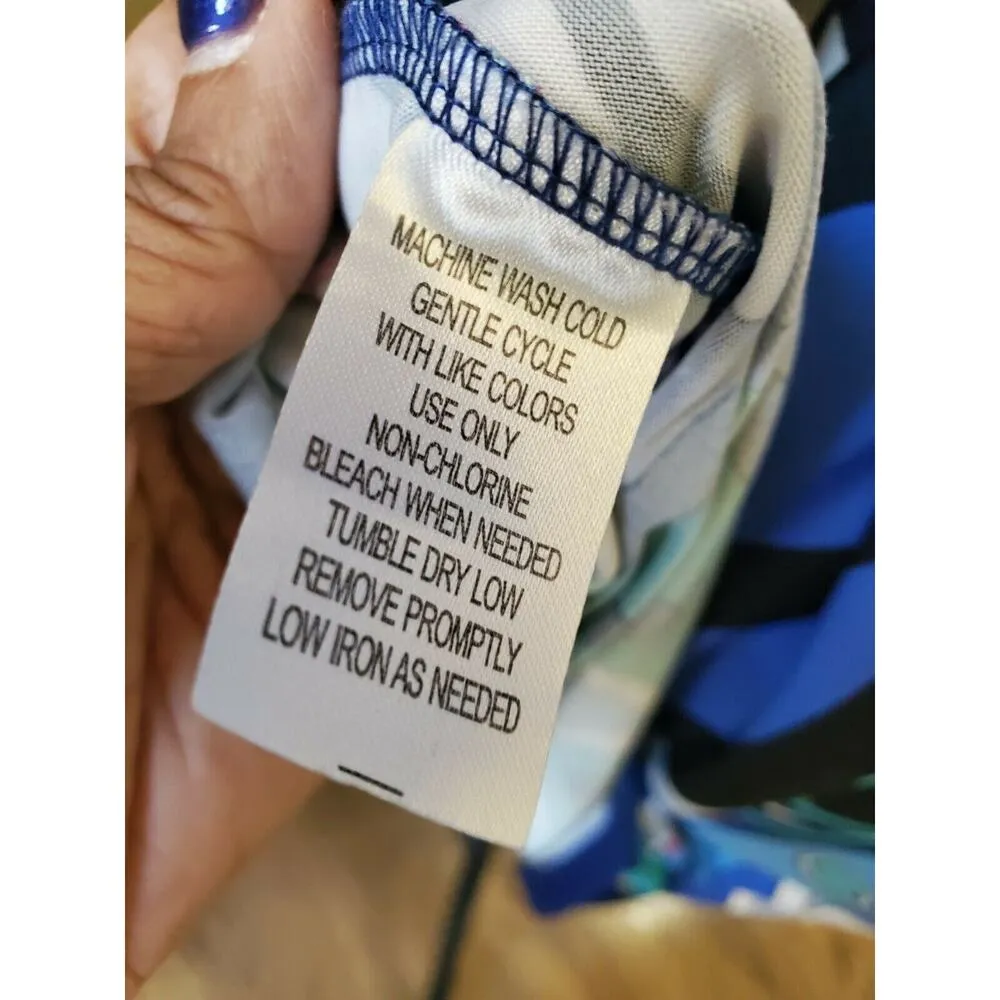 MACHINE WASH COLD
GENTLE CYCLE
WITH LIKE COLORS
USE ONLY
NON-CHLORINE
BLEACH WHEN NEEDED
TUMBLE DRY LOW
REMOVE PROMPTLY
LOW IRON AS NEEDED